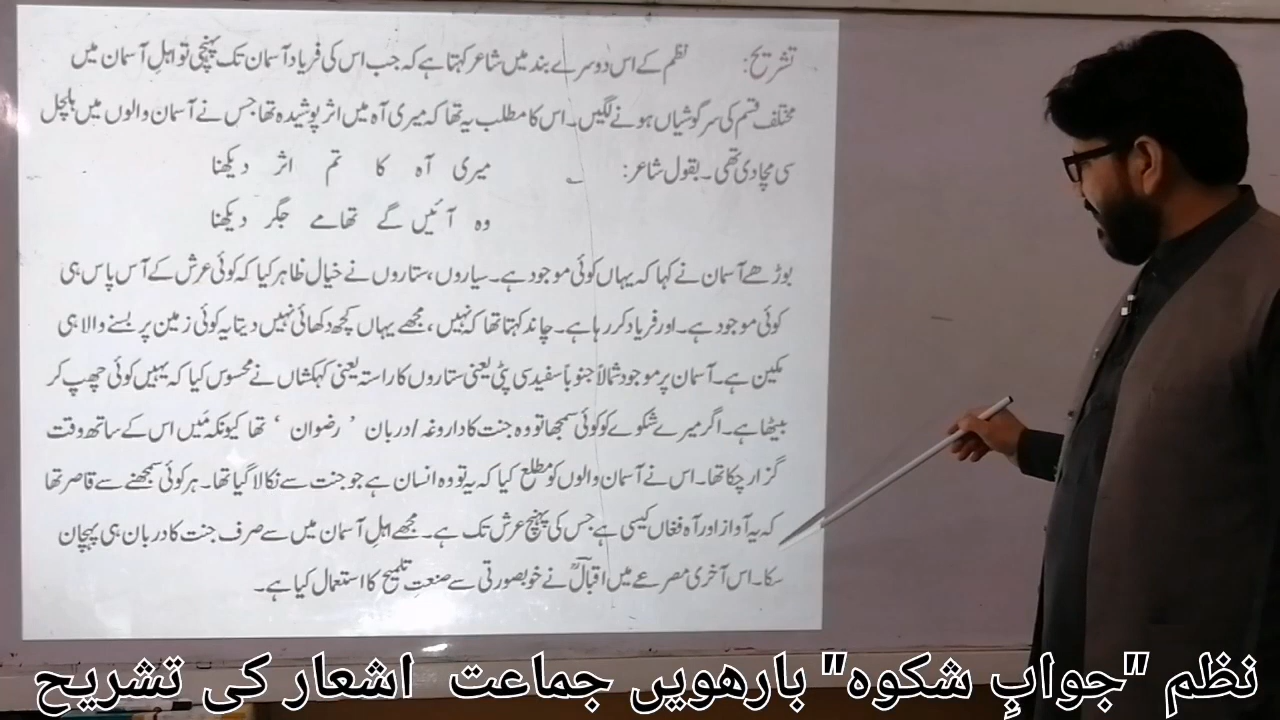 تشریح: نظم کے اس دوسرے بند میں شاعر کہتا ہے کہ جب اس کی فریاد آسمان تک پہنچی تو اہلِ آسمان میں
مختلف قسم کی سرگوشیاں ہونے لگیں۔ اس کا مطلب یہ تھا کہ میری آہ میں اثر پوشیدہ تھا جس نے آسمان والوں میں ہلچل
سی مچا دی تھی۔ بقول شاعر: ؎ میری آہ کا تم اثر دیکھنا
وہ آئیں گے تھامے جگر دیکھنا
بوڑھے آسمان نے کہا کہ یہاں کوئی موجود ہے۔ سیاروں، ستاروں نے خیال ظاہر کیا کہ کوئی عرش کے آس پاس ہی
کوئی موجود ہے۔ اور فریاد کر رہا ہے۔ چاند کہتا تھا کہ نہیں، مجھے یہاں کچھ دکھائی نہیں دیتا یہ کوئی زمین پر بسنے والا ہی
مکین ہے۔ آسمان پر موجود شمالاً جنوباً سفید سی پٹی یعنی ستاروں کا راستہ یعنی کہکشاں نے محسوس کیا کہ یہیں کوئی چھپ کر
بیٹھا ہے۔ اگر میرے شکوے کو کوئی سمجھا تو وہ جنت کا داروغہ/دربان ’رضوان‘ تھا کیونکہ مَیں اس کے ساتھ وقت
گزار چکا تھا۔ اس نے آسمان والوں کو مطلع کیا کہ یہ تو وہ انسان ہے جو جنت سے نکالا گیا تھا۔ ہر کوئی سمجھنے سے قاصر تھا
کہ یہ آواز اور آہ فغاں کیسی ہے جس کی پہنچ عرش تک ہے۔ مجھے اہلِ آسمان میں سے صرف جنت کا دربان ہی پہچان
سکا۔ اس آخری مصرعے میں اقبالؒ نے خوبصورتی سے صنعتِ تلمیح کا استعمال کیا ہے۔
نظمِ "جوابِ شکوہ" بارھویں جماعت اشعار کی تشریح